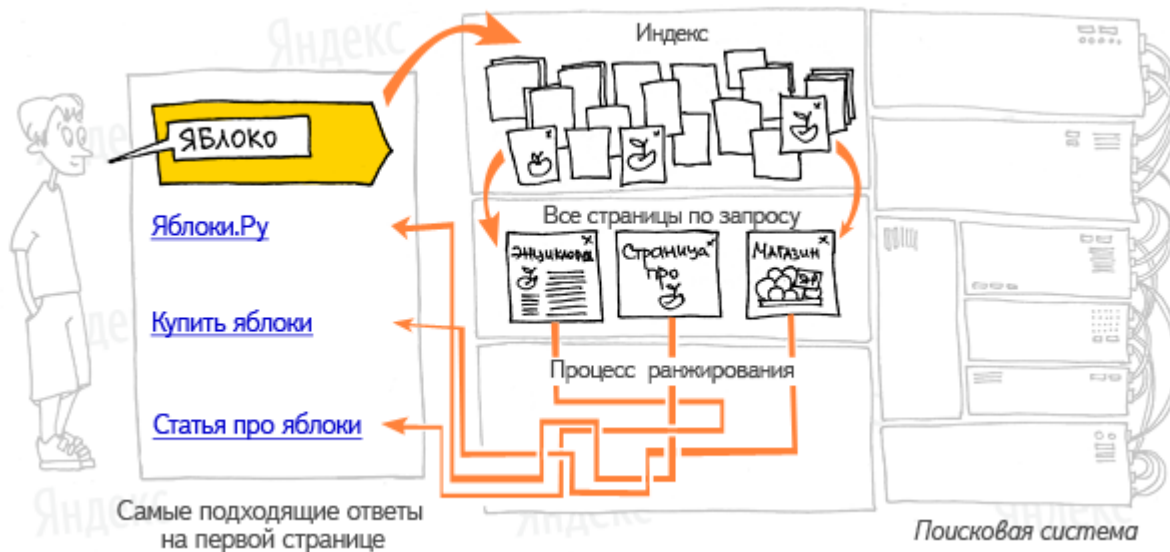 Яндекс
Индекс
ЯБЛОКО
Яблоки.Ру
Все страницы по запросу
Энциклопед
Страница
про
Магазин
Купить яблоки
Процесс ранжирования
Статья про яблоки
Самые подходящие ответы
на первой странице
Яндекс
Поисковая система